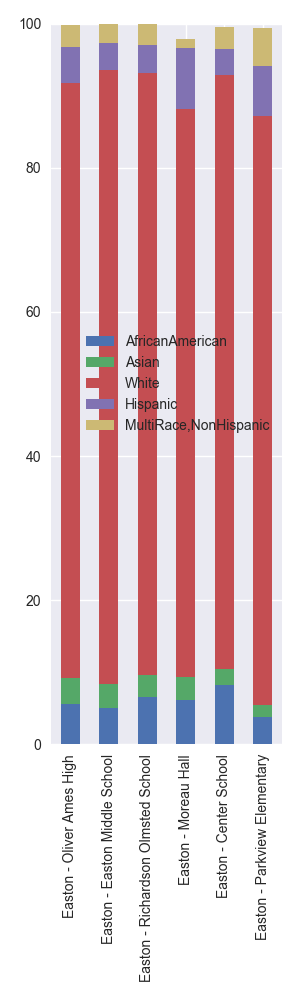 100
80
60
40
20
0
AfricanAmerican
Asian
White
Hispanic
MultiRace,NonHispanic
Easton - Oliver Ames High
Easton - Easton Middle School
Easton - Richardson Olmsted School
Easton - Moreau Hall
Easton - Center School
Easton - Parkview Elementary